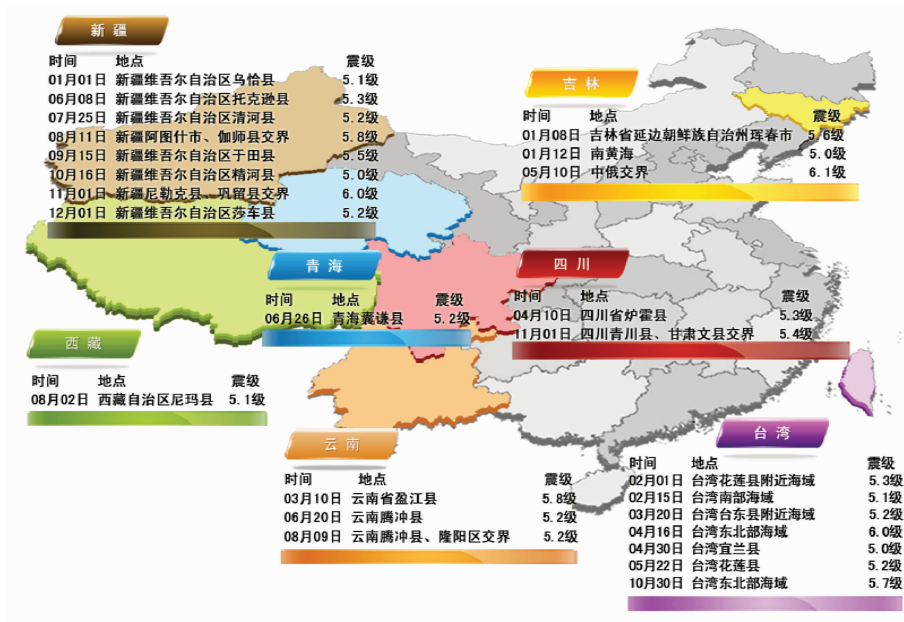 新疆
时间 地点 震级
01月01日 新疆维吾尔自治区乌恰县 5.1级
06月08日 新疆维吾尔自治区托克逊县 5.3级
07月25日 新疆维吾尔自治区清河县 5.2级
08月11日 新疆阿图什市、伽师县交界 5.8级
09月15日 新疆维吾尔自治区于田县 5.5级
10月16日 新疆维吾尔自治区精河县 5.0级
11月01日 新疆尼勒克县、巩留县交界 6.0级
12月01日 新疆维吾尔自治区莎车县 5.2级
吉林
时间 地点 震级
01月08日 吉林省延边朝鲜族自治州珲春市 5.6级
01月12日 南黄海 5.0级
05月10日 中俄交界 6.1级
青海
时间 地点 震级
06月26日 青海囊谦县 5.2级
四川
时间 地点 震级
04月10日 四川省炉霍县 5.3级
11月01日 四川青川县、甘肃文县交界 5.4级
西藏
时间 地点 震级
08月02日 西藏自治区尼玛县 5.1级
云南
时间 地点 震级
03月10日 云南省盈江县 5.8级
06月20日 云南腾冲县 5.2级
08月09日 云南腾冲县、隆阳区交界 5.2级
台湾
时间 地点 震级
02月01日 台湾花莲县附近海域 5.3级
02月15日 台湾南部海域 5.1级
03月20日 台湾台东县附近海域 5.2级
04月16日 台湾东北部海域 6.0级
04月30日 台湾宜兰县 5.0级
05月22日 台湾花莲县 5.2级
10月30日 台湾东北部海域 5.7级